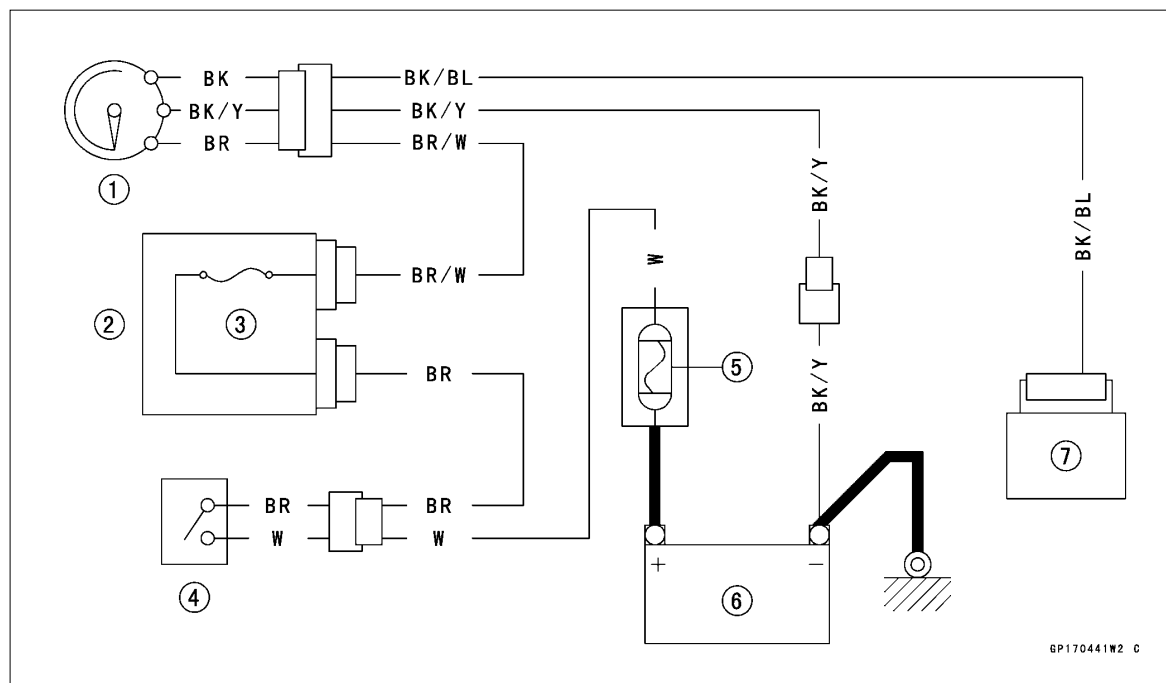 BK BK/BL
BK/Y BK/Y
BR BR/W
①
BK/Y
BK/BL
W
BR/W
②
③
BR
⑤
BK/Y
⑦
BR BR
W W
④
+ −
⑥
GP170441W2 C